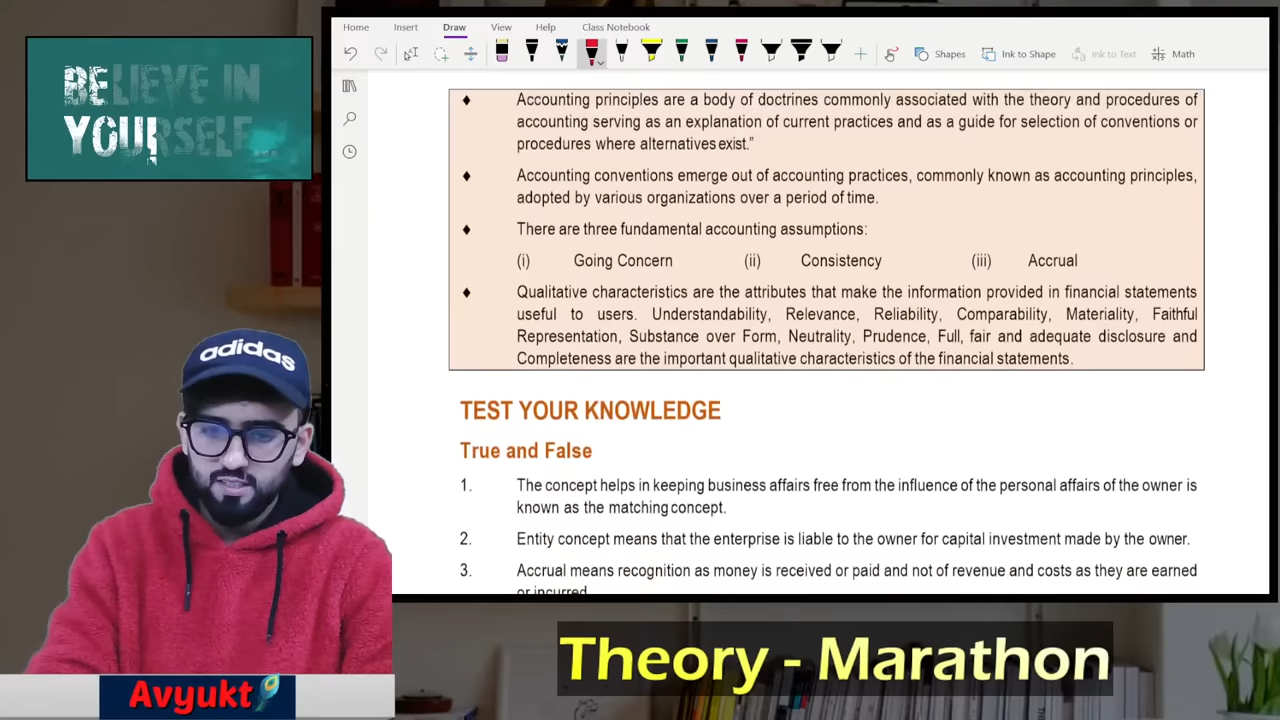 BELIEVE IN
YOURSELF...
adidas
Avyukt
Home Insert Draw View Help Class Notebook
Shapes Ink to Shape Ink to Text Math
♦ Accounting principles are a body of doctrines commonly associated with the theory and procedures of
accounting serving as an explanation of current practices and as a guide for selection of conventions or
procedures where alternatives exist.”
♦ Accounting conventions emerge out of accounting practices, commonly known as accounting principles,
adopted by various organizations over a period of time.
♦ There are three fundamental accounting assumptions:
(i) Going Concern (ii) Consistency (iii) Accrual
♦ Qualitative characteristics are the attributes that make the information provided in financial statements
useful to users. Understandability, Relevance, Reliability, Comparability, Materiality, Faithful
Representation, Substance over Form, Neutrality, Prudence, Full, fair and adequate disclosure and
Completeness are the important qualitative characteristics of the financial statements.
TEST YOUR KNOWLEDGE
True and False
1. The concept helps in keeping business affairs free from the influence of the personal affairs of the owner is
known as the matching concept.
2. Entity concept means that the enterprise is liable to the owner for capital investment made by the owner.
3. Accrual means recognition as money is received or paid and not of revenue and costs as they are earned
or incurred
Theory - Marathon